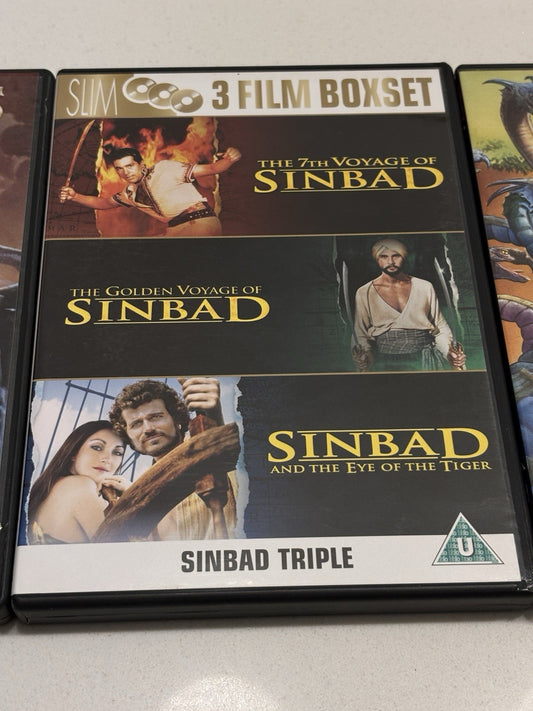 SLIM 3 FILM BOXSET
THE 7TH VOYAGE OF
SINBAD
THE GOLDEN VOYAGE OF
SINBAD
SINBAD
AND THE EYE OF THE TIGER
SINBAD TRIPLE
U